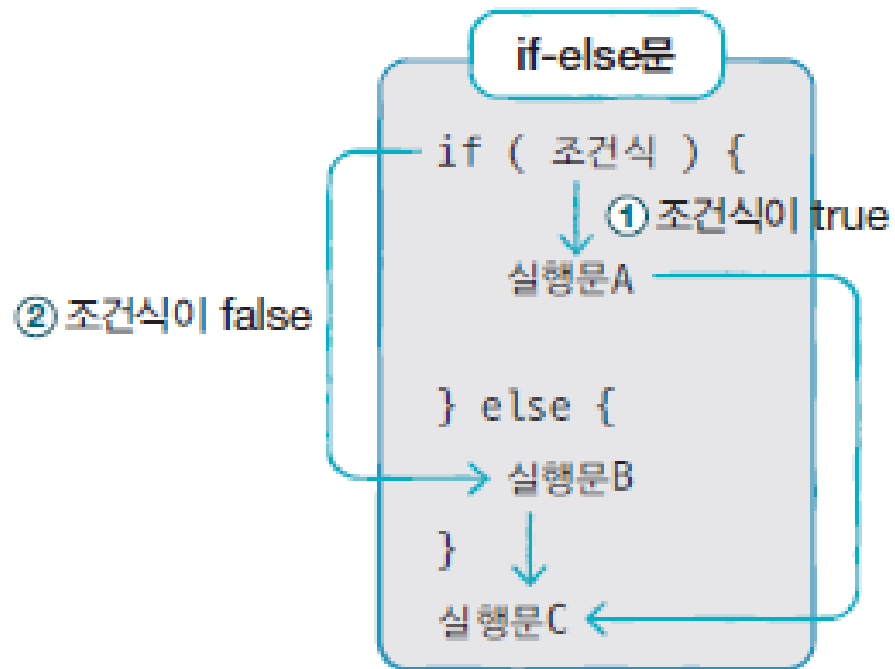 if-else문
if ( 조건식 ) {
① 조건식이 true
실행문A
② 조건식이 false
} else {
실행문B
}
실행문C